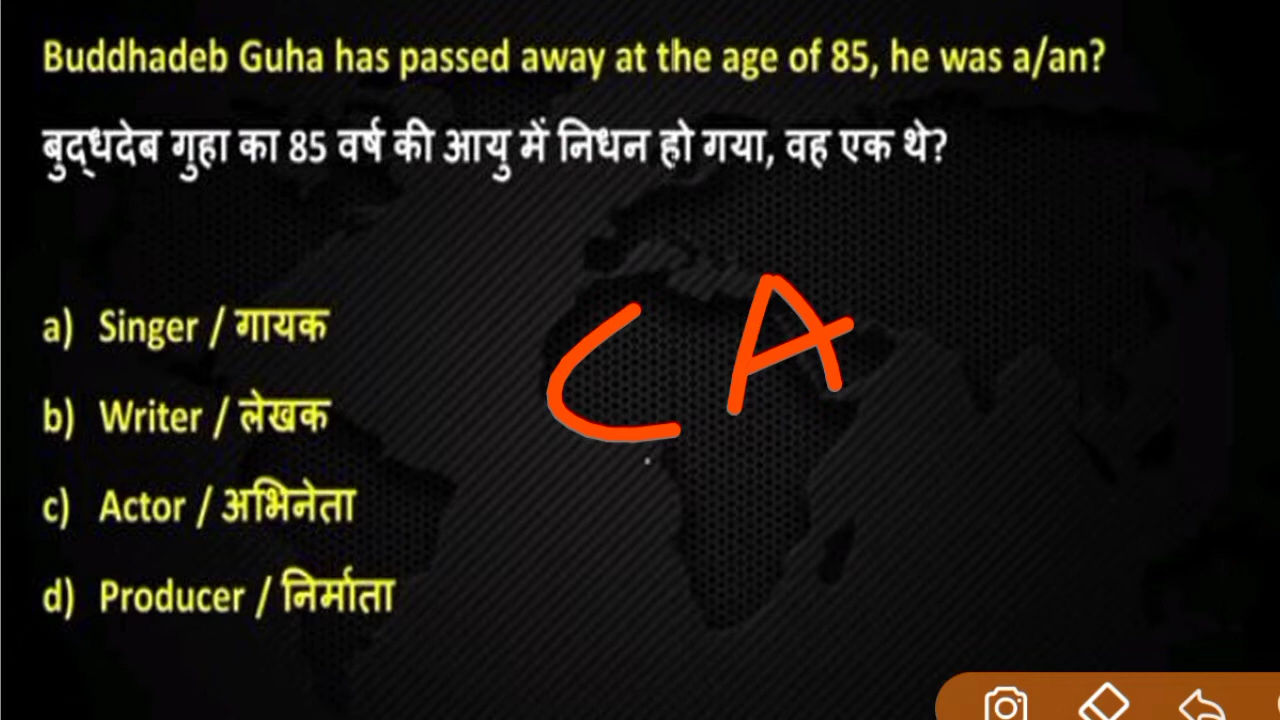 Buddhadeb Guha has passed away at the age of 85, he was a/an?
बुद्धदेब गुहा का 85 वर्ष की आयु में निधन हो गया, वह एक थे?
CA
a) Singer / गायक
b) Writer / लेखक
c) Actor / अभिनेता
d) Producer / निर्माता